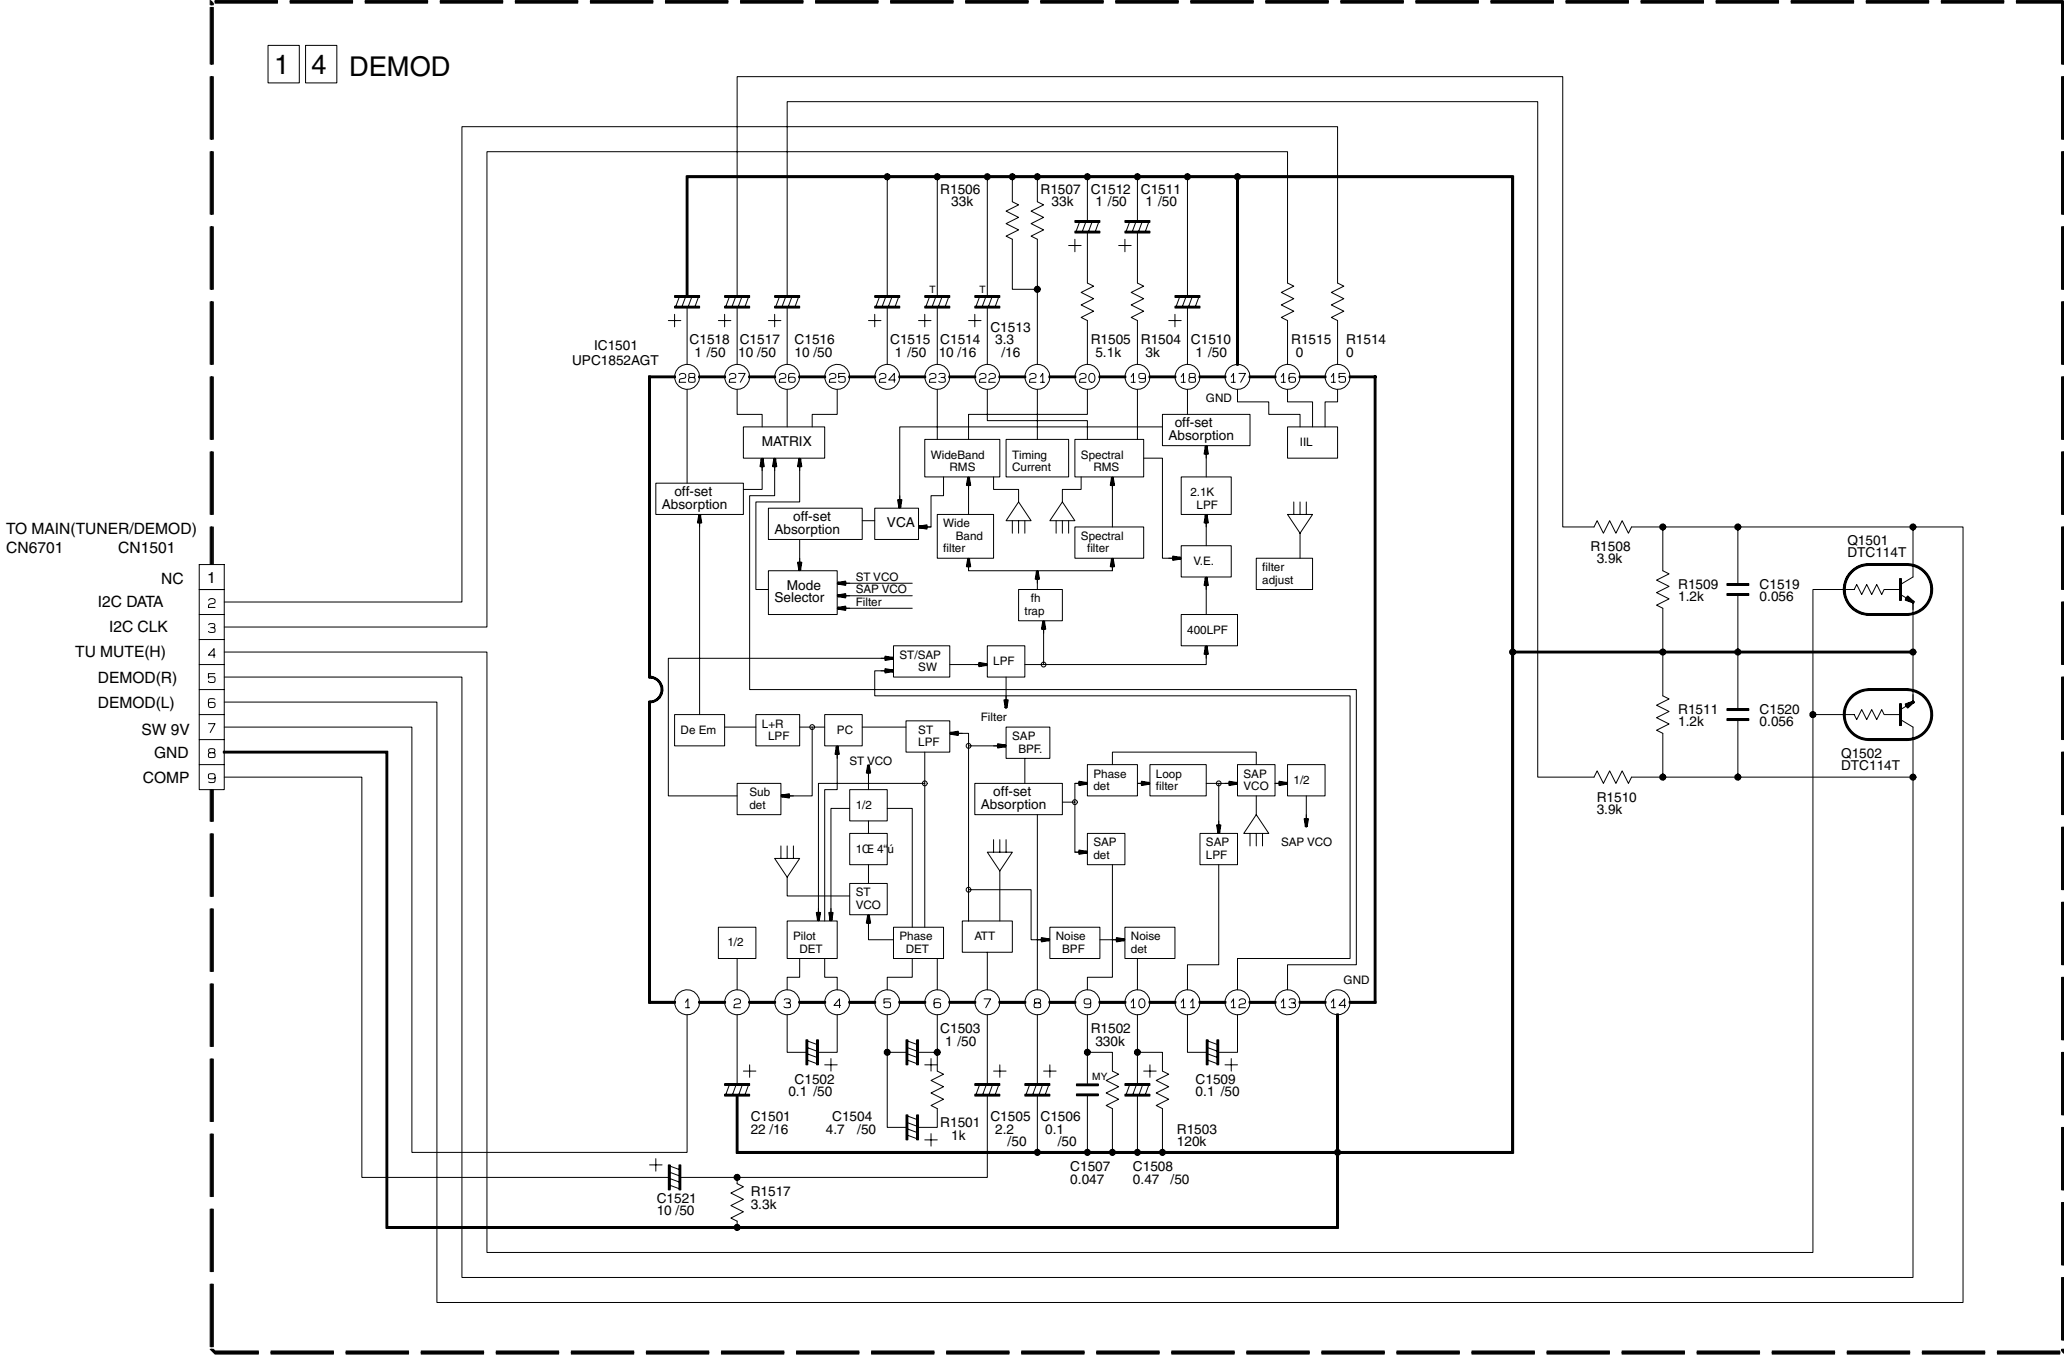 1 4 DEMOD
R1506
33k
R1507
33k
C1512
1 /50
C1511
1 /50
T
T
IC1501
UPC1852AGT
C1518
1 /50
C1517
10 /50
C1516
10 /50
C1515
1 /50
C1514
10 /16
C1513
3.3
/16
R1505
5.1k
R1504
3k
C1510
1 /50
R1515
0
R1514
0
28 27 26 25 24 23 22 21 20 19 18 17 16 15
GND
MATRIX
off-set
Absorption
IIL
WideBand
RMS
Timing
Current
Spectral
RMS
off-set
Absorption
2.1K
LPF
off-set
Absorption
VCA
Wide
Band
filter
Spectral
filter
V.E.
filter
adjust
Mode
Selector
ST VCO
SAP VCO
Filter
fh
trap
400LPF
ST/SAP
SW
LPF
Filter
TO MAIN(TUNER/DEMOD)
CN6701 CN1501
NC 1
I2C DATA 2
I2C CLK 3
TU MUTE(H) 4
DEMOD(R) 5
DEMOD(L) 6
SW 9V 7
GND 8
COMP 9
De Em
L+R
LPF
PC
ST
LPF
SAP
BPF.
ST VCO
Sub
det
1/2
off-set
Absorption
Phase
det
Loop
filter
SAP
VCO
1/2
1Œ 4"ú
SAP
det
SAP
LPF
SAP VCO
ST
VCO
1/2
Pilot
DET
Phase
DET
ATT
Noise
BPF
Noise
det
GND
1 2 3 4 5 6 7 8 9 10 11 12 13 14
C1503
1 /50
R1502
330k
MY
C1502
0.1 /50
C1509
0.1 /50
C1501
22 /16
C1504
4.7 /50
R1501
1k
C1505
2.2
/50
C1506
0.1
/50
R1503
120k
C1507
0.047
C1508
0.47 /50
C1521
10 /50
R1517
3.3k
R1508
3.9k
R1509
1.2k
C1519
0.056
Q1501
DTC114T
R1511
1.2k
C1520
0.056
Q1502
DTC114T
R1510
3.9k